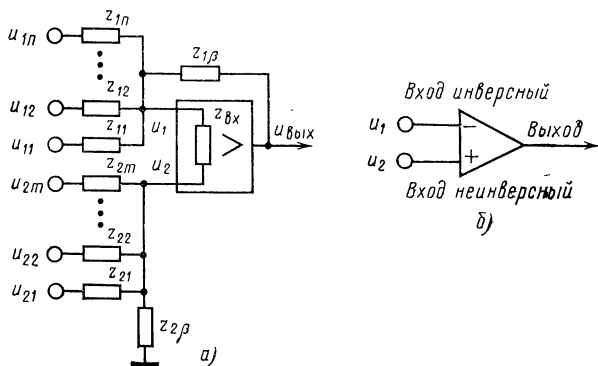 u₁ₙ
z₁ₙ
z₁β
u₁₂
z₁₂
u₁₁
z₁₁
u₁
zвх
>
uвых
u₂
u₂ₘ
z₂ₘ
u₂₂
z₂₂
u₂₁
z₂₁
z₂β
а)
Вход инверсный
u₁
−
Выход
u₂
+
Вход неинверсный
б)